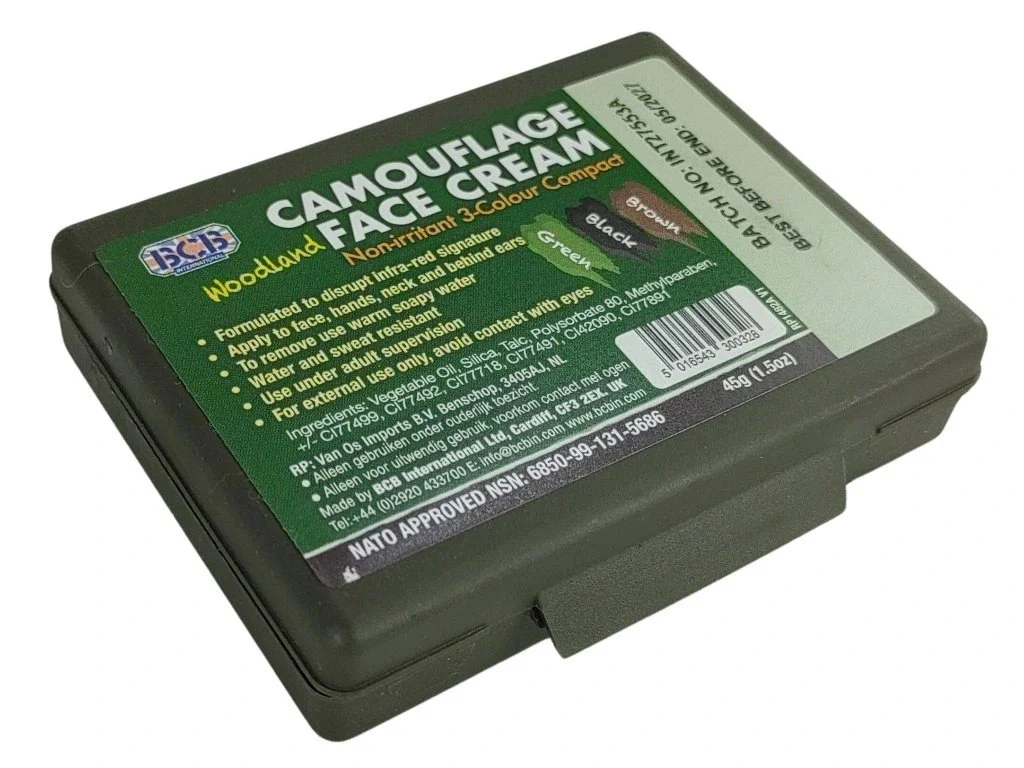 BCB
INTERNATIONAL
Woodland
CAMOUFLAGE
FACE CREAM
Non-irritant 3-Colour Compact
Green
Black
Brown
• Formulated to disrupt infra-red signature
• Apply to face, hands, neck and behind ears
• To remove use warm soapy water
• Water and sweat resistant
• Use under adult supervision
• For external use only, avoid contact with eyes
Ingredients: Vegetable Oil, Silica, Talc, Polysorbate 80, Methylparaben,
+/- CI77499, CI77492, CI77718, CI77491, CI42090, CI77891
RP: Van Os Imports B.V. Benschop, 3405AJ, NL
• Alleen gebruiken onder ouderlijk toezicht.
• Alleen voor uitwendig gebruik, voorkom contact met ogen
Made by BCB International Ltd, Cardiff, CF3 2EX, UK
Tel:+44 (0)2920 433700 E: info@bcbin.com www.bcbin.com
NATO APPROVED NSN: 6850-99-131-5686
45g (1.5oz)
5 016543 300328
RP1462A V1
BATCH NO: INT27553A
BEST BEFORE END: 05/2027